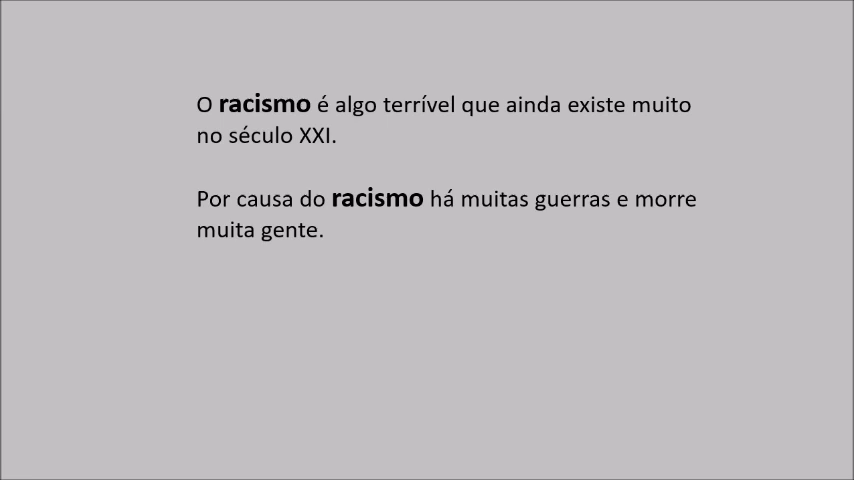 O racismo é algo terrível que ainda existe muito
no século XXI.
Por causa do racismo há muitas guerras e morre
muita gente.